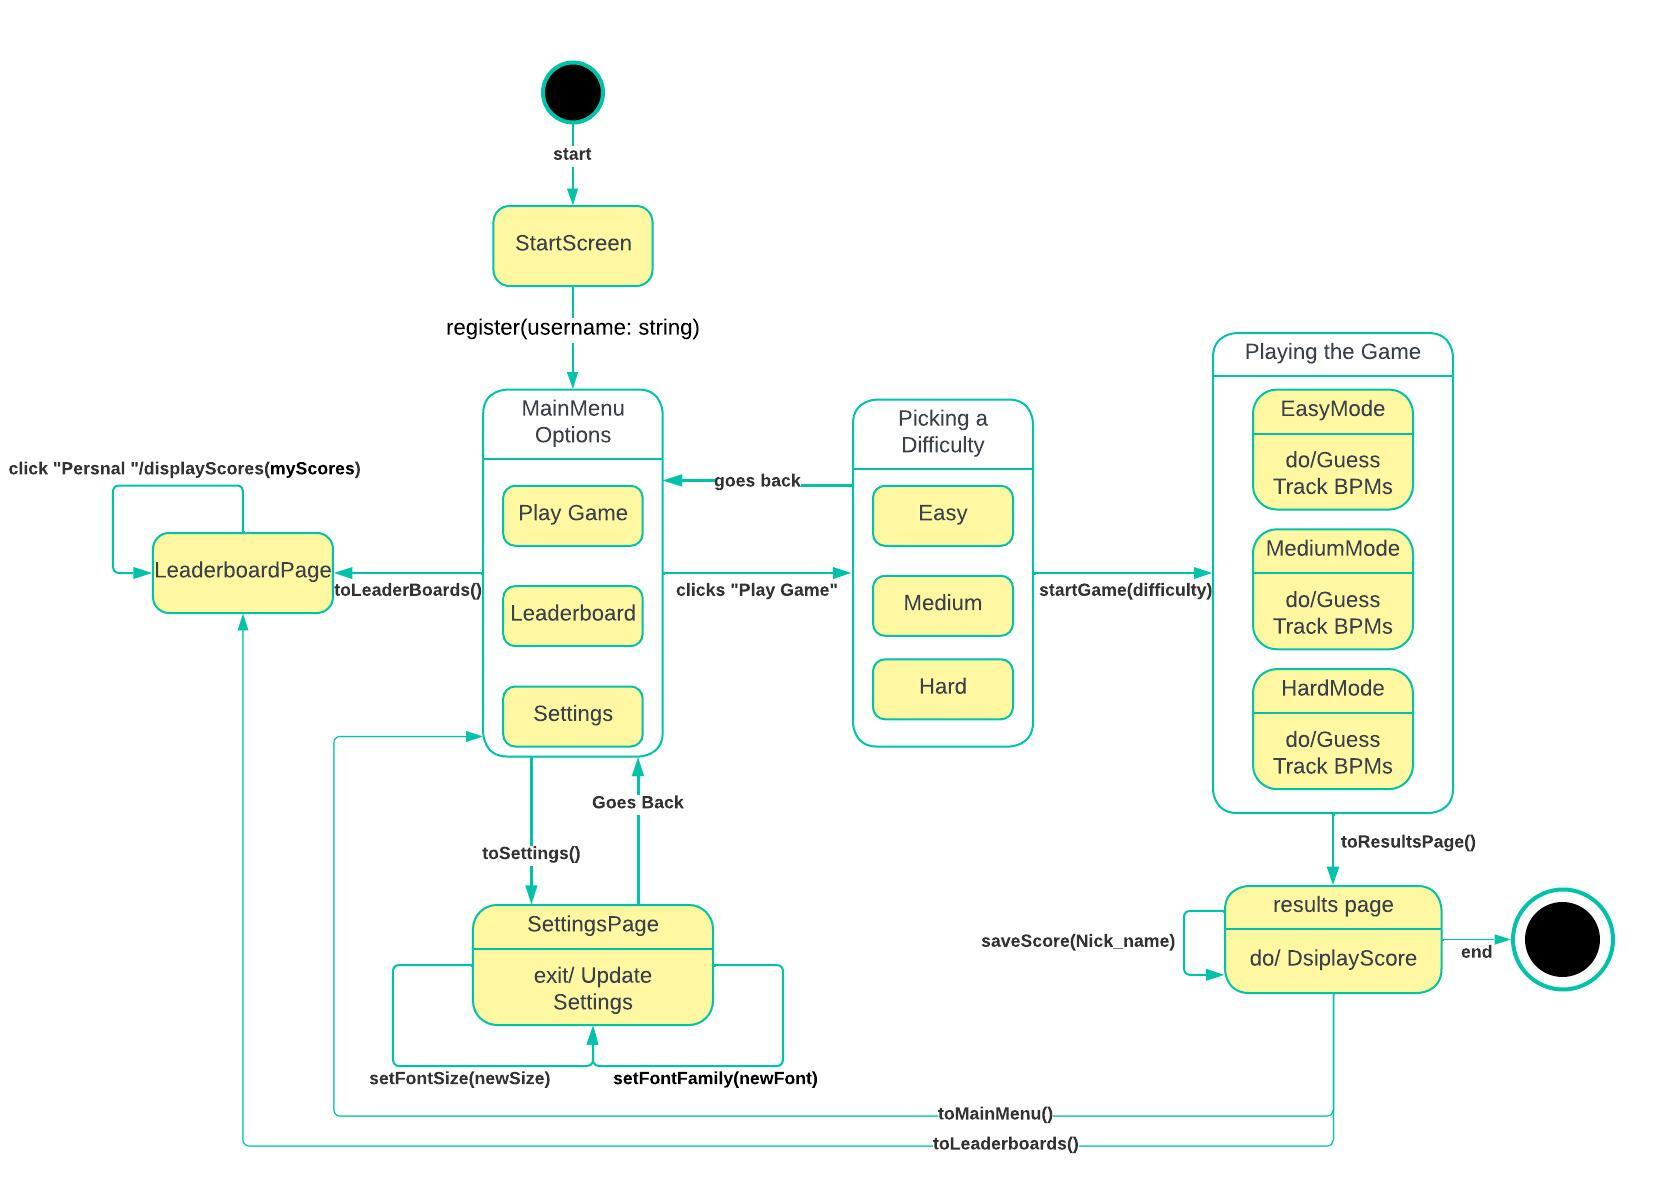 start
StartScreen
register(username: string)
MainMenu
Options
Play Game
Leaderboard
Settings
click "Persnal "/displayScores(myScores)
LeaderboardPage
toLeaderBoards()
goes back
clicks "Play Game"
Picking a
Difficulty
Easy
Medium
Hard
startGame(difficulty)
Playing the Game
EasyMode
do/Guess
Track BPMs
MediumMode
do/Guess
Track BPMs
HardMode
do/Guess
Track BPMs
toResultsPage()
results page
do/ DsiplayScore
saveScore(Nick_name)
end
Goes Back
toSettings()
SettingsPage
exit/ Update
Settings
setFontSize(newSize)
setFontFamily(newFont)
toMainMenu()
toLeaderboards()